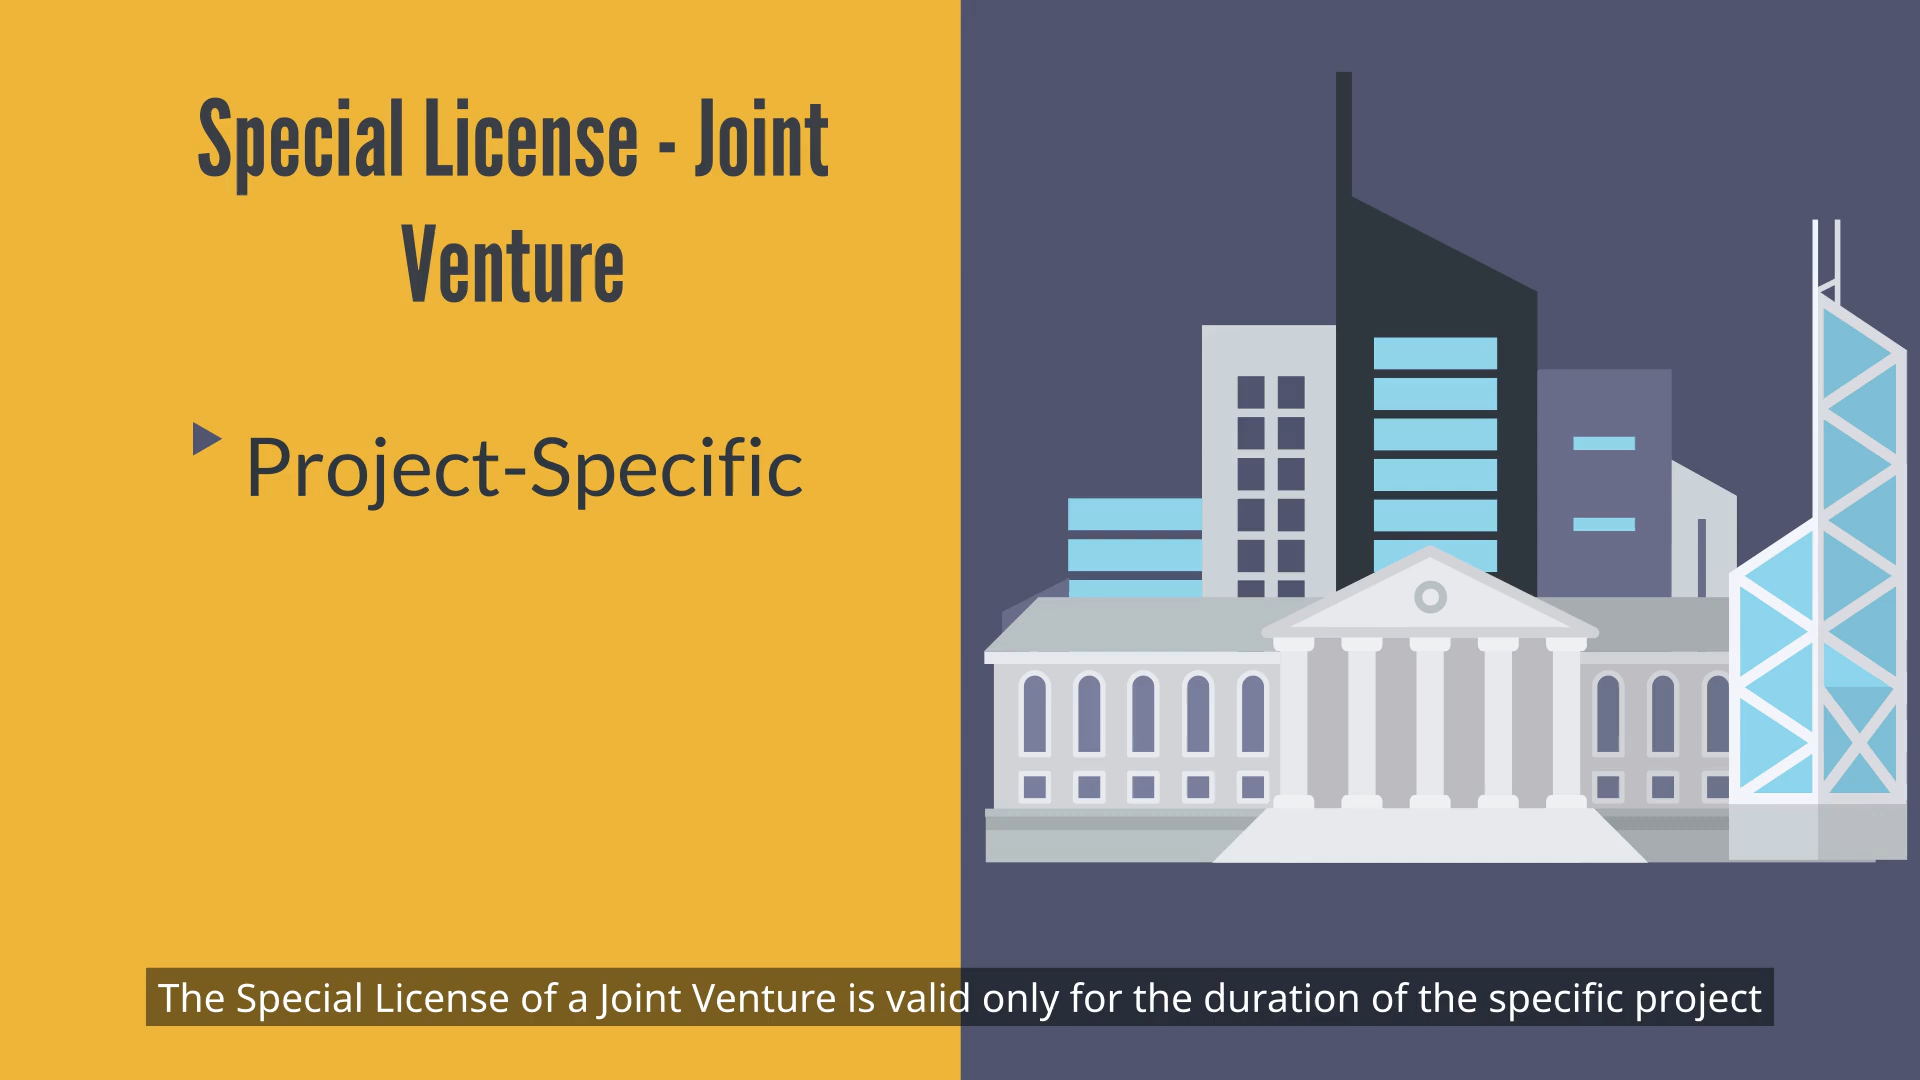 Special License - Joint
Venture
Project-Specific
The Special License of a Joint Venture is valid only for the duration of the specific project